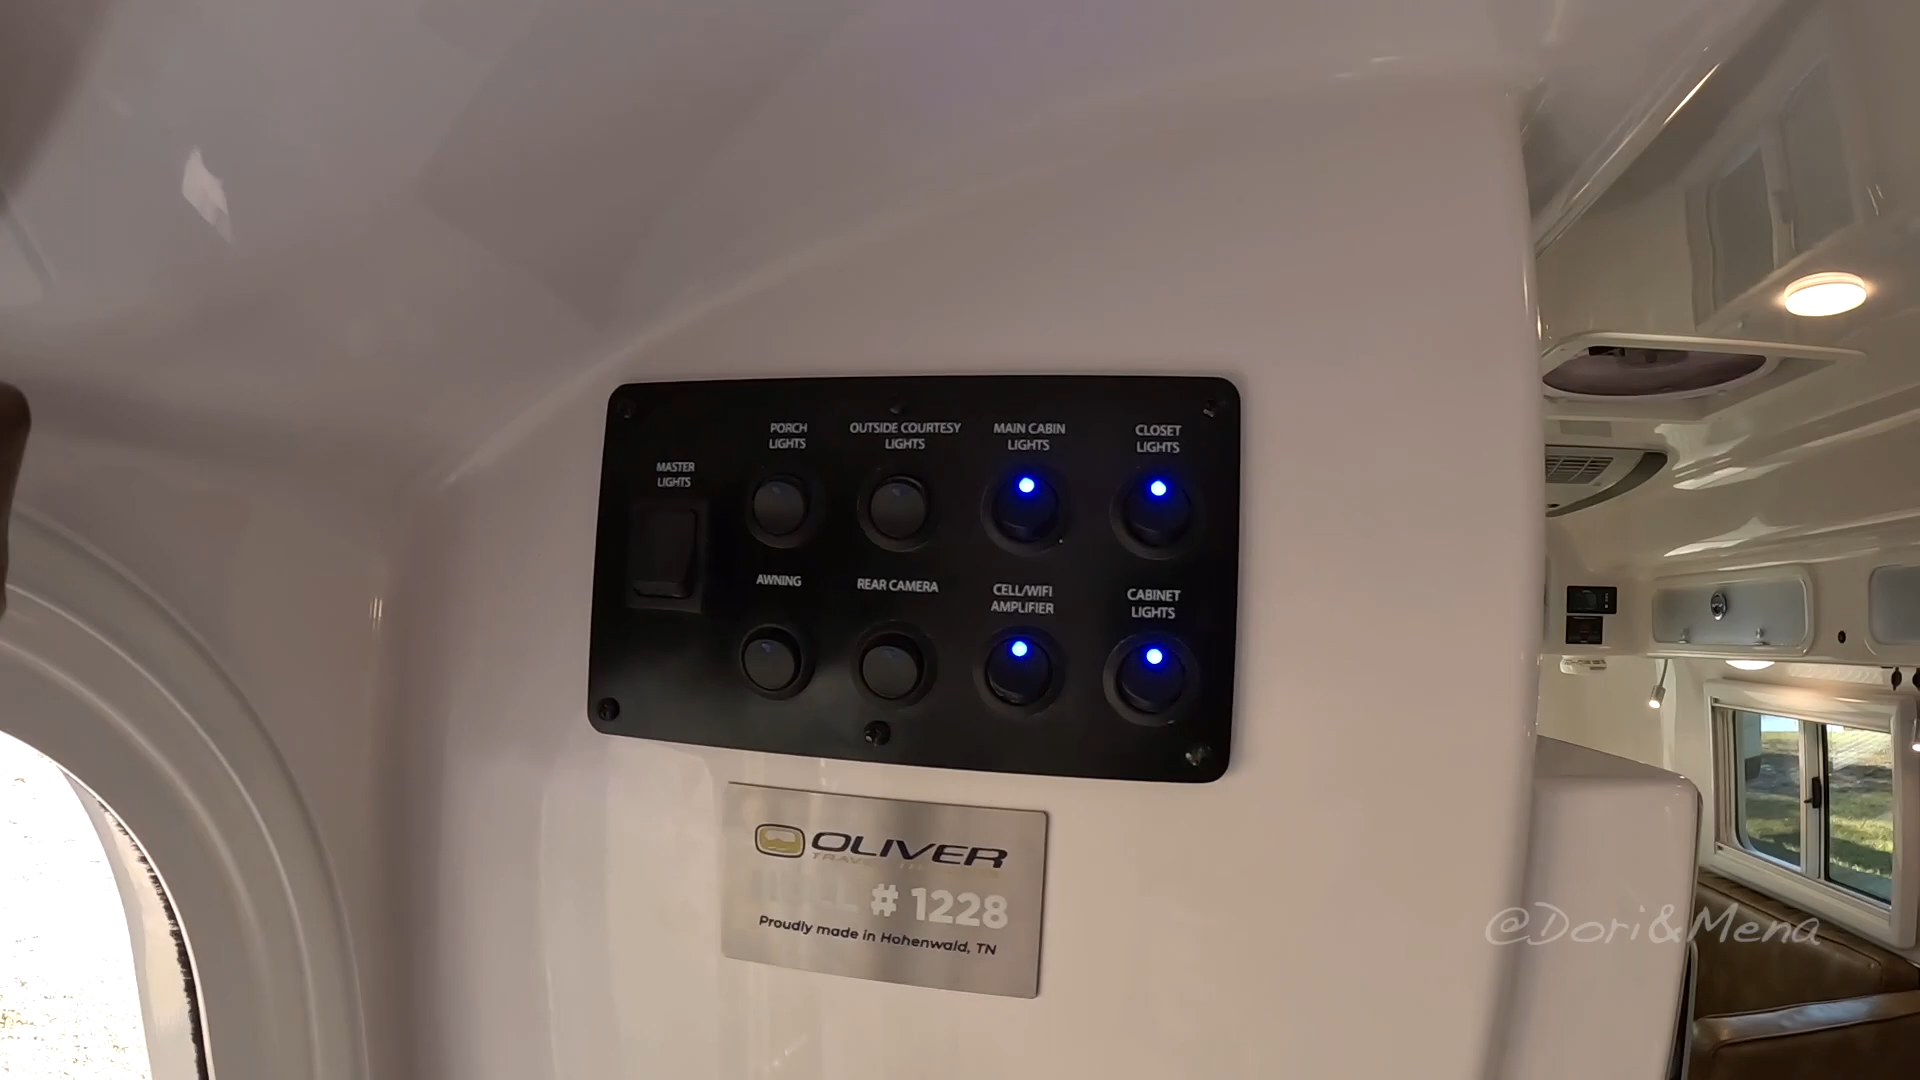 MASTER
LIGHTS
PORCH
LIGHTS
OUTSIDE COURTESY
LIGHTS
MAIN CABIN
LIGHTS
CLOSET
LIGHTS
AWNING
REAR CAMERA
CELL/WIFI
AMPLIFIER
CABINET
LIGHTS
OLIVER
HULL # 1228
Proudly made in Hohenwald, TN
@Dori&Mena